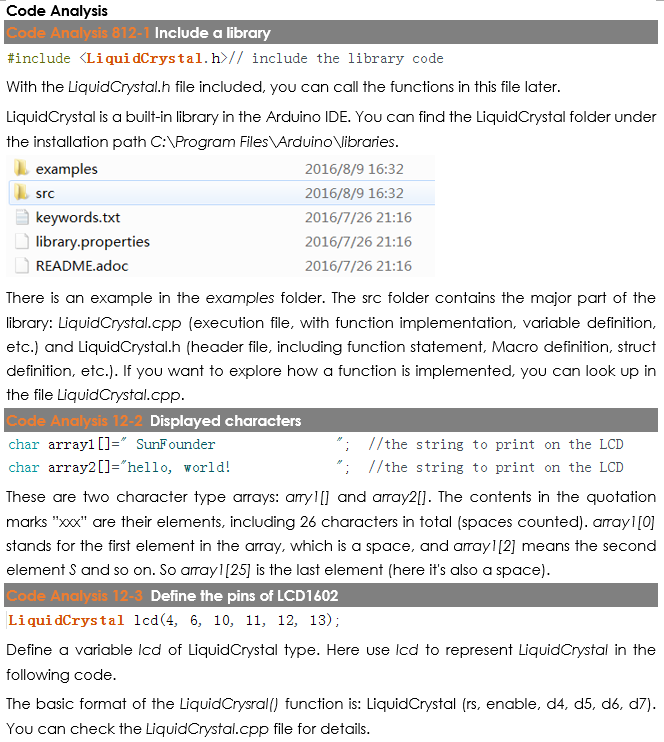 Code Analysis
Code Analysis 812-1 Include a library
#include <LiquidCrystal.h>// include the library code
With the LiquidCrystal.h file included, you can call the functions in this file later.
LiquidCrystal is a built-in library in the Arduino IDE. You can find the LiquidCrystal folder under
the installation path C:\Program Files\Arduino\libraries.
examples 2016/8/9 16:32
src 2016/8/9 16:32
keywords.txt 2016/7/26 21:16
library.properties 2016/7/26 21:16
README.adoc 2016/7/26 21:16
There is an example in the examples folder. The src folder contains the major part of the
library: LiquidCrystal.cpp (execution file, with function implementation, variable definition,
etc.) and LiquidCrystal.h (header file, including function statement, Macro definition, struct
definition, etc.). If you want to explore how a function is implemented, you can look up in
the file LiquidCrystal.cpp.
Code Analysis 12-2 Displayed characters
char array1[]=" SunFounder "; //the string to print on the LCD
char array2[]="hello, world! "; //the string to print on the LCD
These are two character type arrays: arry1[] and array2[]. The contents in the quotation
marks "xxx" are their elements, including 26 characters in total (spaces counted). array1[0]
stands for the first element in the array, which is a space, and array1[2] means the second
element S and so on. So array1[25] is the last element (here it's also a space).
Code Analysis 12-3 Define the pins of LCD1602
LiquidCrystal lcd(4, 6, 10, 11, 12, 13);
Define a variable lcd of LiquidCrystal type. Here use lcd to represent LiquidCrystal in the
following code.
The basic format of the LiquidCrysral() function is: LiquidCrystal (rs, enable, d4, d5, d6, d7).
You can check the LiquidCrystal.cpp file for details.